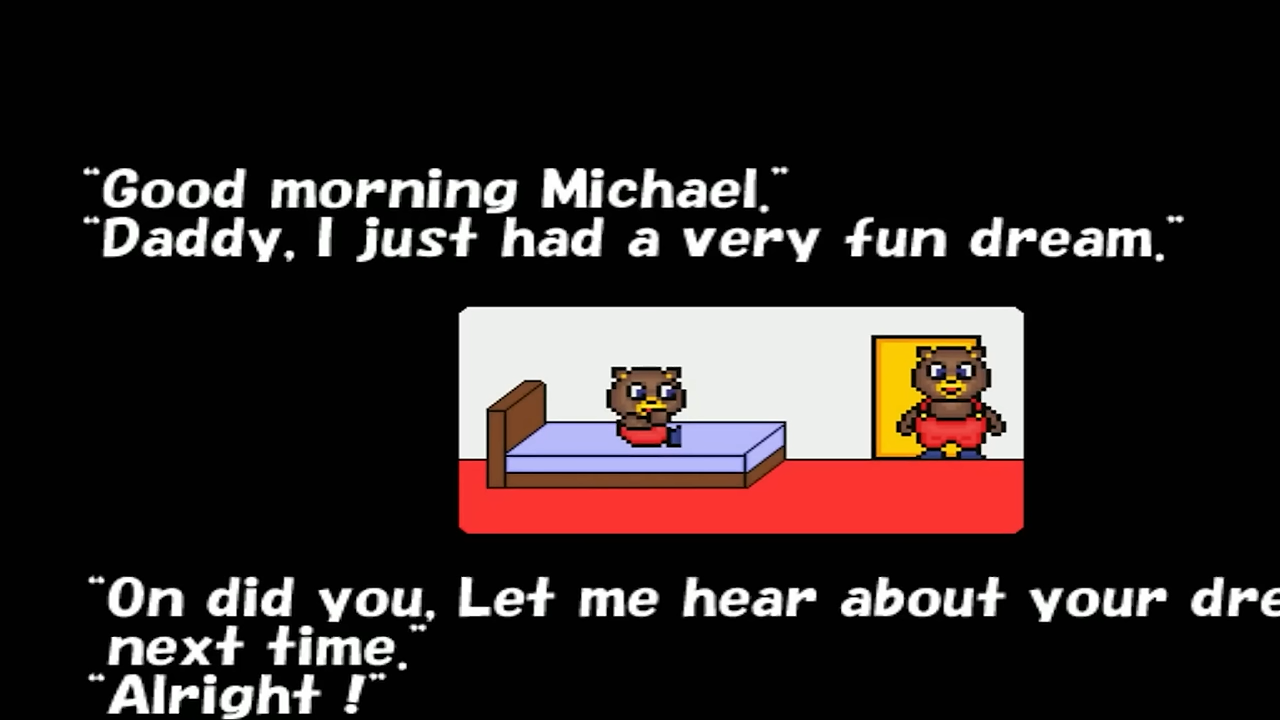 "Good morning Michael."
"Daddy, I just had a very fun dream."
"On did you, Let me hear about your dre
next time."
"Alright !"